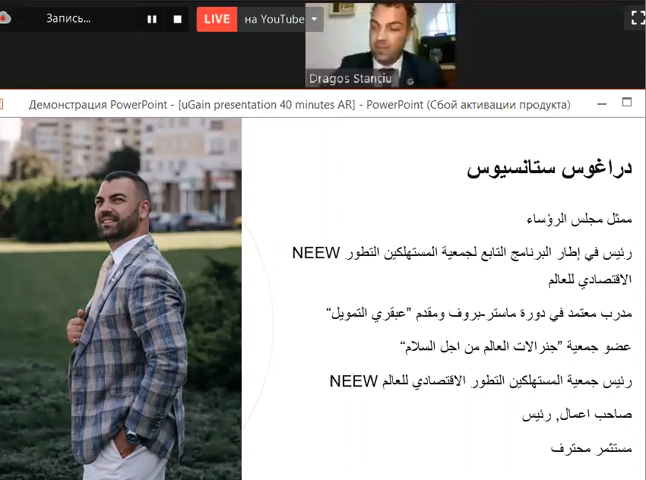 Запись...
LIVE на YouTube
Dragos Stanciu
Демонстрация PowerPoint - [uGain presentation 40 minutes AR] - PowerPoint (Сбой активации продукта)
دراغوس ستانسيوس
ممثل مجلس الرؤساء
رئيس في إطار البرنامج التابع لجمعية المستهلكين التطور NEEW
الاقتصادي للعالم
مدرب معتمد في دورة ماستر-بروف ومقدم "عبقري التمويل"
عضو جمعية "جنرالات العالم من اجل السلام"
رئيس جمعية المستهلكين التطور الاقتصادي للعالم NEEW
صاحب اعمال, رئيس
مستثمر محترف